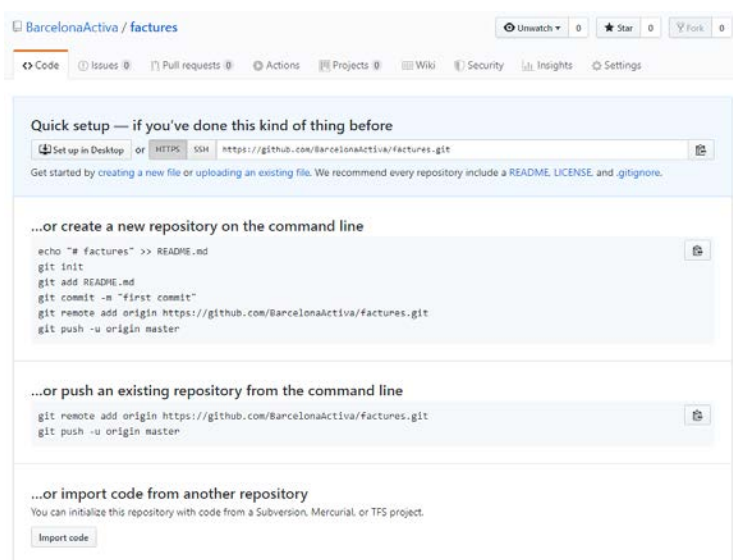 BarcelonaActiva / factures
Unwatch 0 Star 0 Fork 0
Code Issues 0 Pull requests 0 Actions Projects 0 Wiki Security Insights Settings
Quick setup — if you've done this kind of thing before
Set up in Desktop or HTTPS SSH https://github.com/BarcelonaActiva/factures.git
Get started by creating a new file or uploading an existing file. We recommend every repository include a README, LICENSE, and .gitignore.
...or create a new repository on the command line
echo "# factures" >> README.md
git init
git add README.md
git commit -m "first commit"
git remote add origin https://github.com/BarcelonaActiva/factures.git
git push -u origin master
...or push an existing repository from the command line
git remote add origin https://github.com/BarcelonaActiva/factures.git
git push -u origin master
...or import code from another repository
You can initialize this repository with code from a Subversion, Mercurial, or TFS project.
Import code